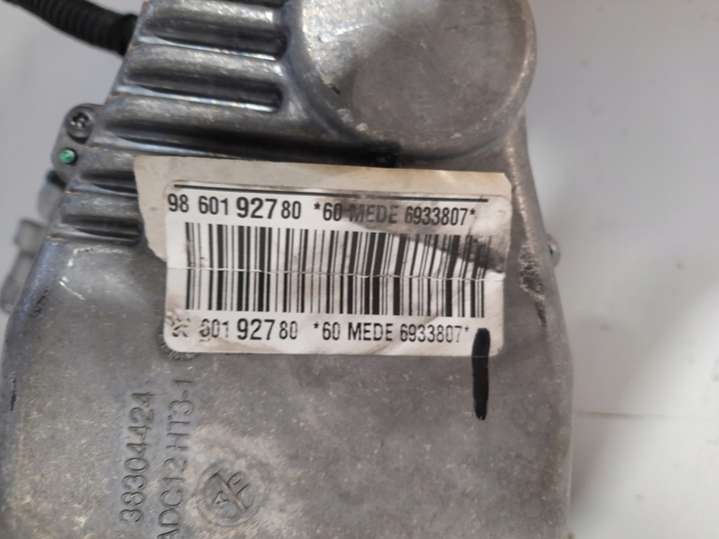 98 601 927 80 *60 MEDE 6933807*
601 927 80 *60 MEDE 6933807*
38304424
ADC12 HT3-1